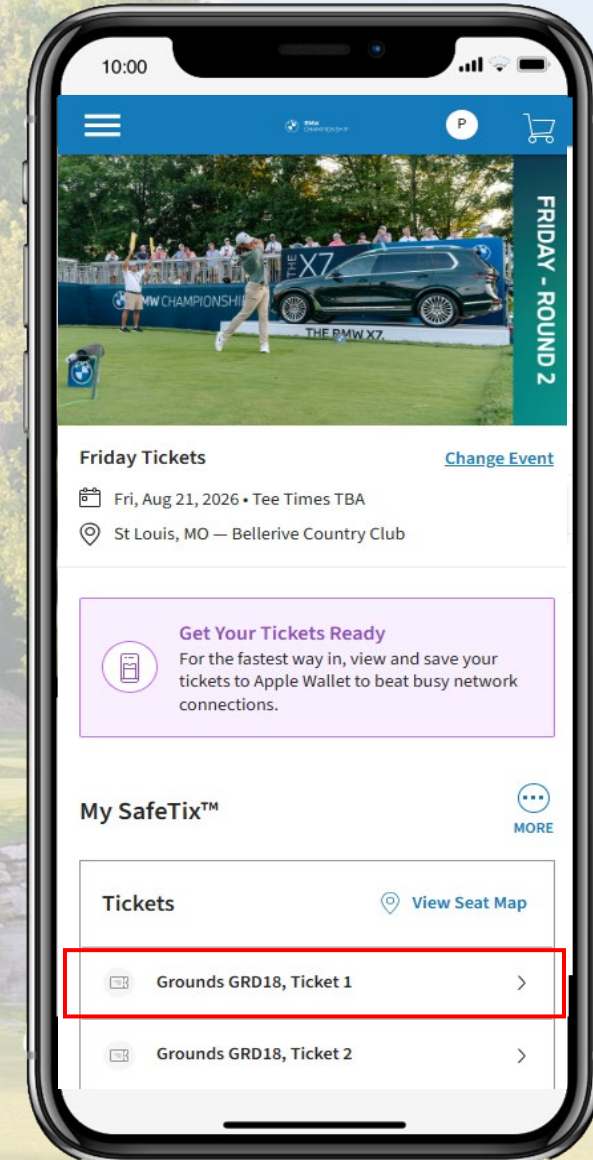 10:00
BMW
CHAMPIONSHIP
P
THE X7
BMW CHAMPIONSHI
THE BMW X7.
FRIDAY - ROUND 2
Friday Tickets
Change Event
Fri, Aug 21, 2026 • Tee Times TBA
St Louis, MO — Bellerive Country Club
Get Your Tickets Ready
For the fastest way in, view and save your
tickets to Apple Wallet to beat busy network
connections.
My SafeTix™
MORE
Tickets
View Seat Map
Grounds GRD18, Ticket 1
Grounds GRD18, Ticket 2